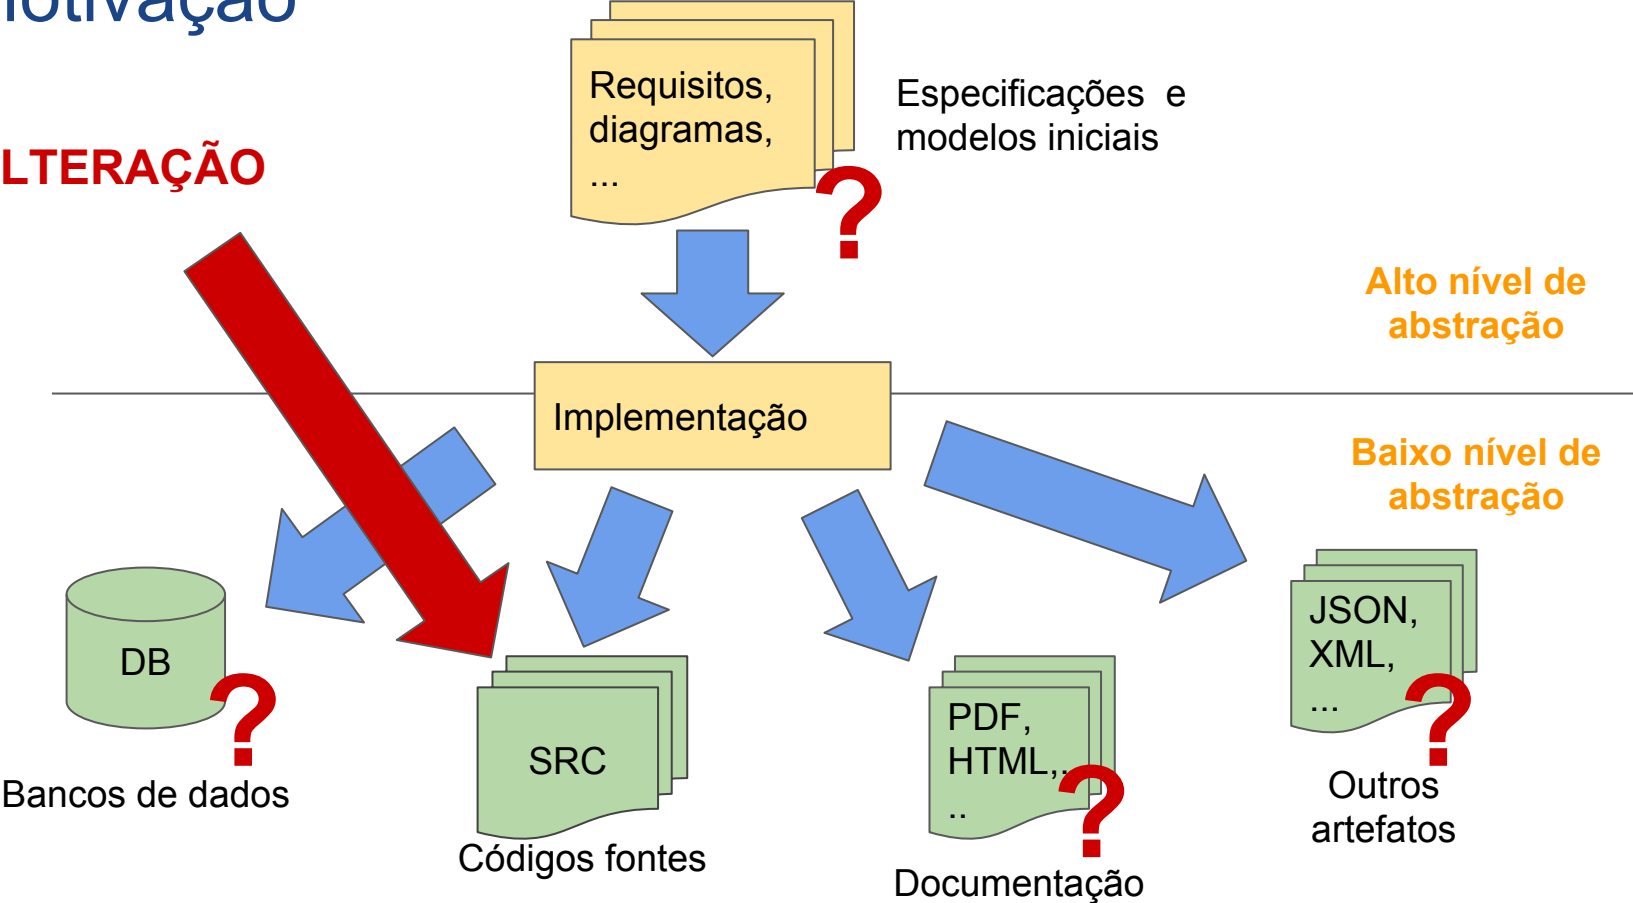 otivação
Requisitos,
diagramas,
...
Especificações e
modelos iniciais
LTERAÇÃO
?
Alto nível de
abstração
Implementação
Baixo nível de
abstração
DB
?
Bancos de dados
SRC
Códigos fontes
PDF,
HTML,.
..
?
Documentação
JSON,
XML,
...
?
Outros
artefatos